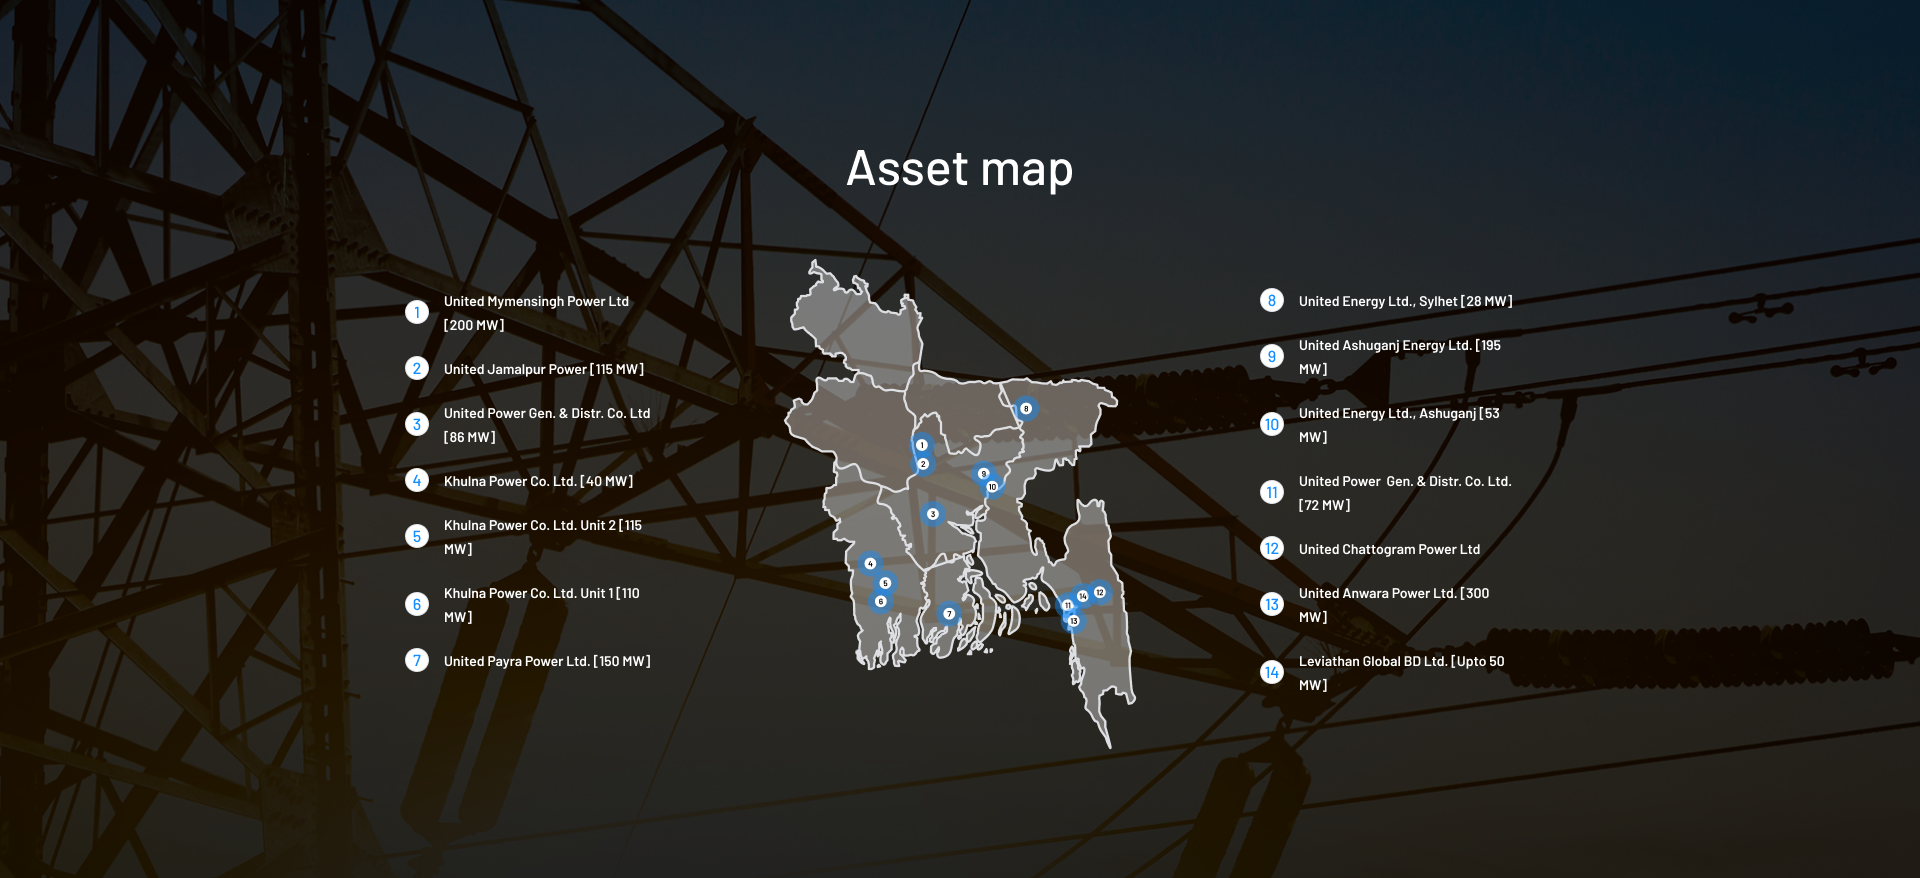 Asset map
1
United Mymensingh Power Ltd
[200 MW]
2
United Jamalpur Power [115 MW]
3
United Power Gen. & Distr. Co. Ltd
[86 MW]
4
Khulna Power Co. Ltd. [40 MW]
5
Khulna Power Co. Ltd. Unit 2 [115
MW]
6
Khulna Power Co. Ltd. Unit 1 [110
MW]
7
United Payra Power Ltd. [150 MW]
8
1
2
9
10
3
4
5
6
7
14
12
11
13
8
United Energy Ltd., Sylhet [28 MW]
9
United Ashuganj Energy Ltd. [195
MW]
10
United Energy Ltd., Ashuganj [53
MW]
11
United Power Gen. & Distr. Co. Ltd.
[72 MW]
12
United Chattogram Power Ltd
13
United Anwara Power Ltd. [300
MW]
14
Leviathan Global BD Ltd. [Upto 50
MW]